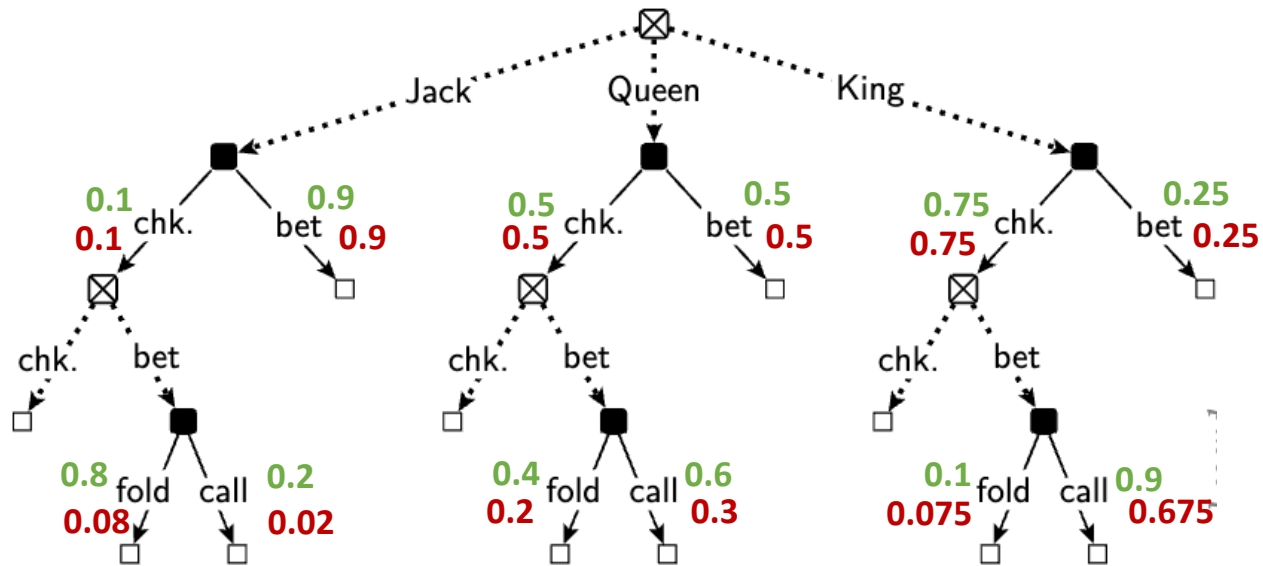 Jack Queen King
0.1 0.9 0.5 0.5 0.75 0.25
0.1 chk. bet 0.9 0.5 chk. bet 0.5 0.75 chk. bet 0.25
chk. bet chk. bet chk. bet
0.8 fold call 0.2 0.4 fold call 0.6 0.1 fold call 0.9
0.08 0.02 0.2 0.3 0.075 0.675